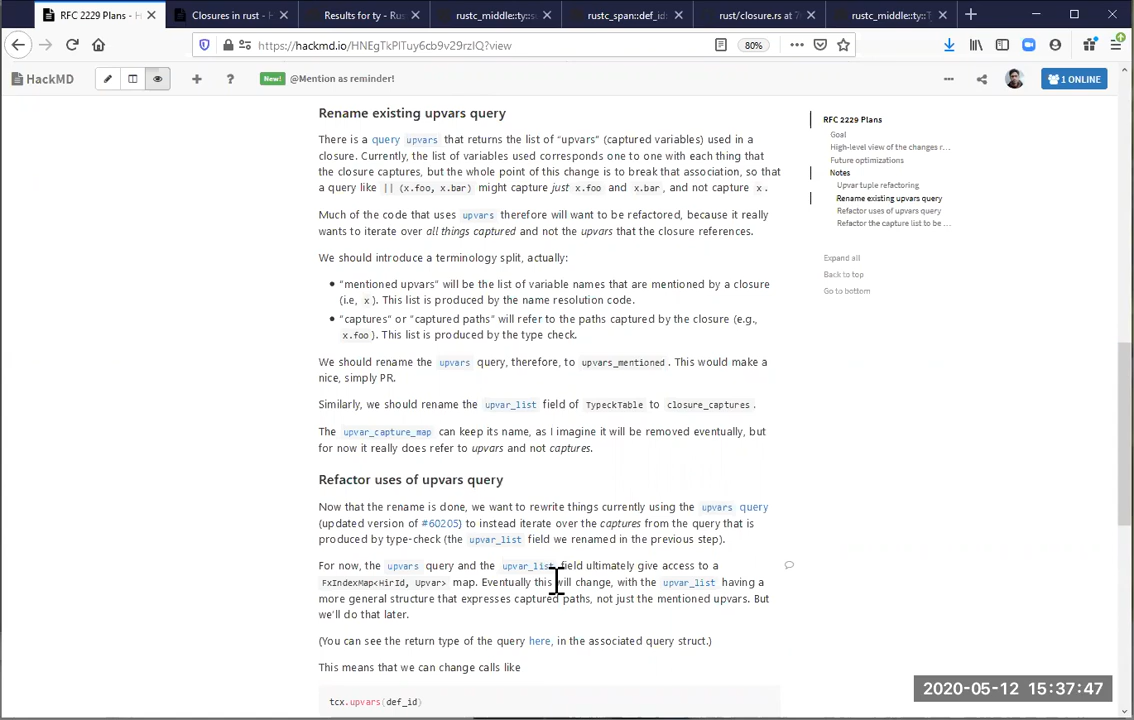 RFC 2229 Plans - H
Closures in rust - H
Results for ty - Rust
rustc_middle::ty::s
rustc_span::def_id
rust/closure.rs at 7
rustc_middle::ty::T
https://hackmd.io/HNEgTkPITuy6cb9v29rzIQ?view
80%
HackMD
New!
@Mention as reminder!
1 ONLINE
Rename existing upvars query
There is a query upvars that returns the list of “upvars” (captured variables) used in a
closure. Currently, the list of variables used corresponds one to one with each thing that
the closure captures, but the whole point of this change is to break that association, so that
a query like || (x.foo, x.bar) might capture just x.foo and x.bar, and not capture x.
Much of the code that uses upvars therefore will want to be refactored, because it really
wants to iterate over all things captured and not the upvars that the closure references.
We should introduce a terminology split, actually:
• “mentioned upvars” will be the list of variable names that are mentioned by a closure
(i.e, x). This list is produced by the name resolution code.
• “captures” or “captured paths” will refer to the paths captured by the closure (e.g.,
x.foo). This list is produced by the type check.
We should rename the upvars query, therefore, to upvars_mentioned. This would make a
nice, simply PR.
Similarly, we should rename the upvar_list field of TypeckTable to closure_captures.
The upvar_capture_map can keep its name, as I imagine it will be removed eventually, but
for now it really does refer to upvars and not captures.
Refactor uses of upvars query
Now that the rename is done, we want to rewrite things currently using the upvars query
(updated version of #60205) to instead iterate over the captures from the query that is
produced by type-check (the upvar_list field we renamed in the previous step).
For now, the upvars query and the upvar_list field ultimately give access to a
FxIndexMap<HirId, Upvar> map. Eventually this will change, with the upvar_list having a
more general structure that expresses captured paths, not just the mentioned upvars. But
we’ll do that later.
(You can see the return type of the query here, in the associated query struct.)
This means that we can change calls like
tcx.upvars(def_id)
RFC 2229 Plans
Goal
High-level view of the changes r...
Future optimizations
Notes
Upvar tuple refactoring
Rename existing upvars query
Refactor uses of upvars query
Refactor the capture list to be ...
Expand all
Back to top
Go to bottom
2020-05-12 15:37:47